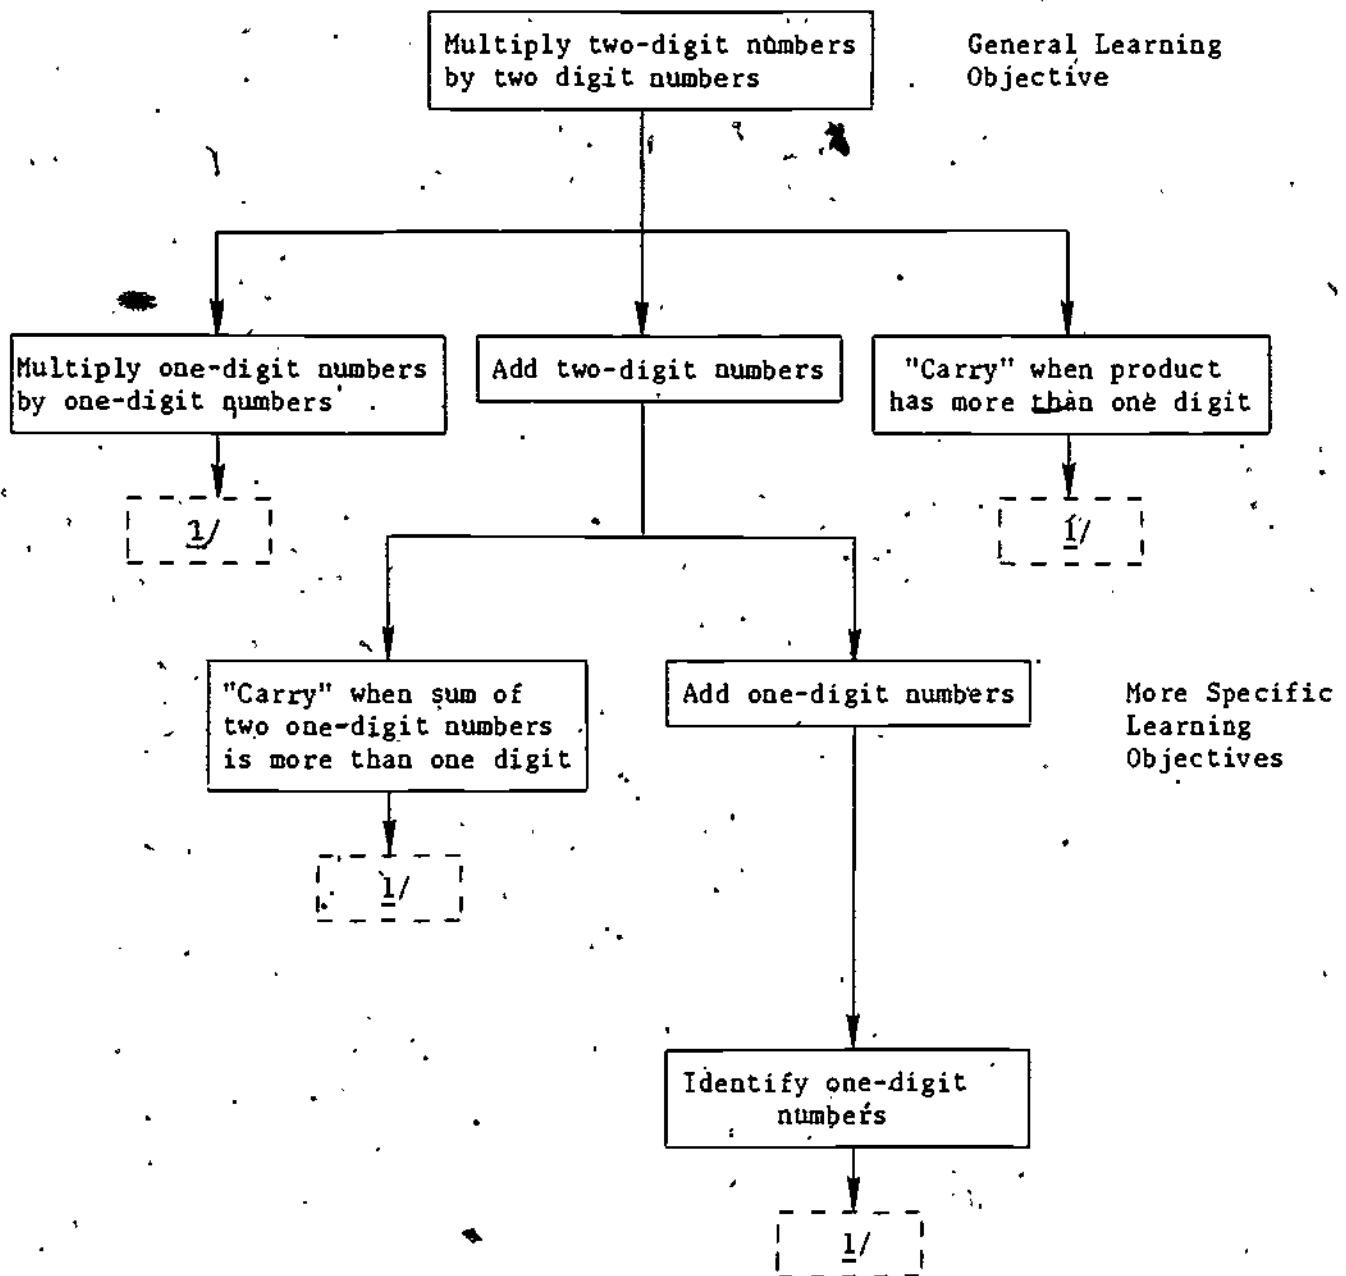 Multiply two-digit numbers
by two digit numbers
General Learning
Objective
Multiply one-digit numbers
by one-digit numbers
Add two-digit numbers
"Carry" when product
has more than one digit
1/
1/
"Carry" when sum of
two one-digit numbers
is more than one digit
Add one-digit numbers
More Specific
Learning
Objectives
1/
Identify one-digit
numbers
1/